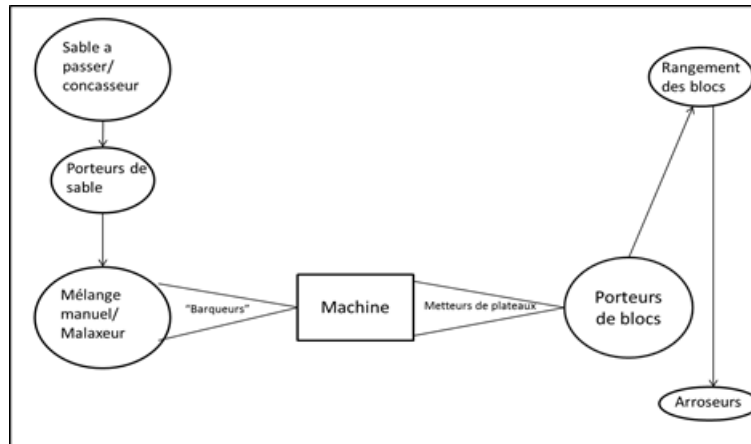 Sable a
passer/
concasseur
Porteurs de
sable
Mélange
manuel/
Malaxeur
"Barqueurs"
Machine
Metteurs de plateaux
Porteurs
de blocs
Rangement
des blocs
Arroseurs